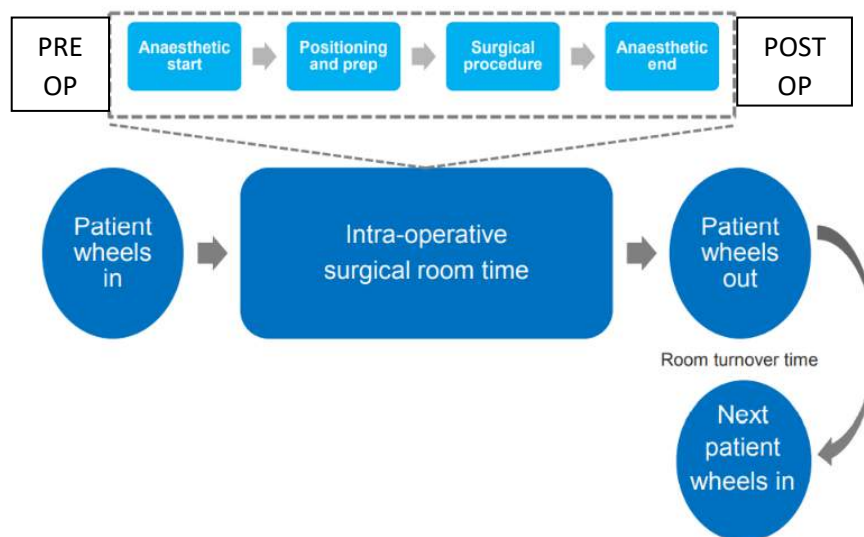 PRE
OP
Anaesthetic
start
Positioning
and prep
Surgical
procedure
Anaesthetic
end
POST
OP
Patient
wheels
in
Intra-operative
surgical room time
Patient
wheels
out
Room turnover time
Next
patient
wheels in